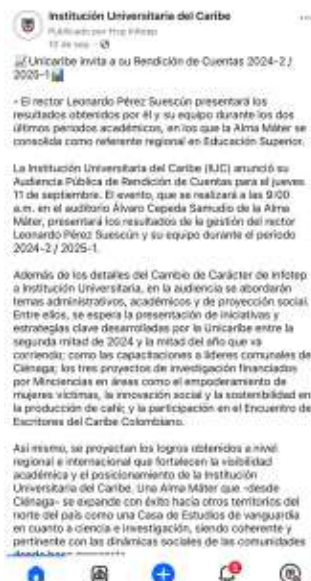 Institución Universitaria del Caribe
Publicado por Hoy Infotep
10 de sep.
Unicaribe invita a su Rendición de Cuentas 2024-2 /
2025-1
- El rector Leonardo Pérez Suescún presentará los
resultados obtenidos por él y su equipo durante los dos
últimos periodos académicos, en los que la Alma Máter se
consolida como referente regional en Educación Superior.
La Institución Universitaria del Caribe (IUC) anunció su
Audiencia Pública de Rendición de Cuentas para el jueves
11 de septiembre. El evento, que se realizará a las 9:00
a.m. en el auditorio Álvaro Cepeda Samudio de la Alma
Máter, presentará los resultados de la gestión del rector
Leonardo Pérez Suescún y su equipo durante el periodo
2024-2 / 2025-1.
Además de los detalles del Cambio de Carácter de Infotep
a Institución Universitaria, en la audiencia se abordarán
temas administrativos, académicos y de proyección social.
Entre ellos, se espera la presentación de iniciativas y
estrategias clave desarrolladas por la Unicaribe entre la
segunda mitad de 2024 y la mitad del año que va
corriendo; como las capacitaciones a líderes comunales de
Ciénaga; los tres proyectos de investigación financiados
por Minciencias en áreas como el empoderamiento de
mujeres víctimas, la innovación social y la sostenibilidad en
la producción de café; y la participación en el Encuentro de
Escritores del Caribe Colombiano.
Así mismo, se proyectan los logros obtenidos a nivel
regional e internacional que fortalecen la visibilidad
académica y el posicionamiento de la Institución
Universitaria del Caribe. Una Alma Máter que -desde
Ciénaga- se expande con éxito hacia otros territorios del
norte del país como una Casa de Estudios de vanguardia
en cuanto a ciencia e investigación, siendo coherente y
pertinente con las dinámicas sociales de las comunidades